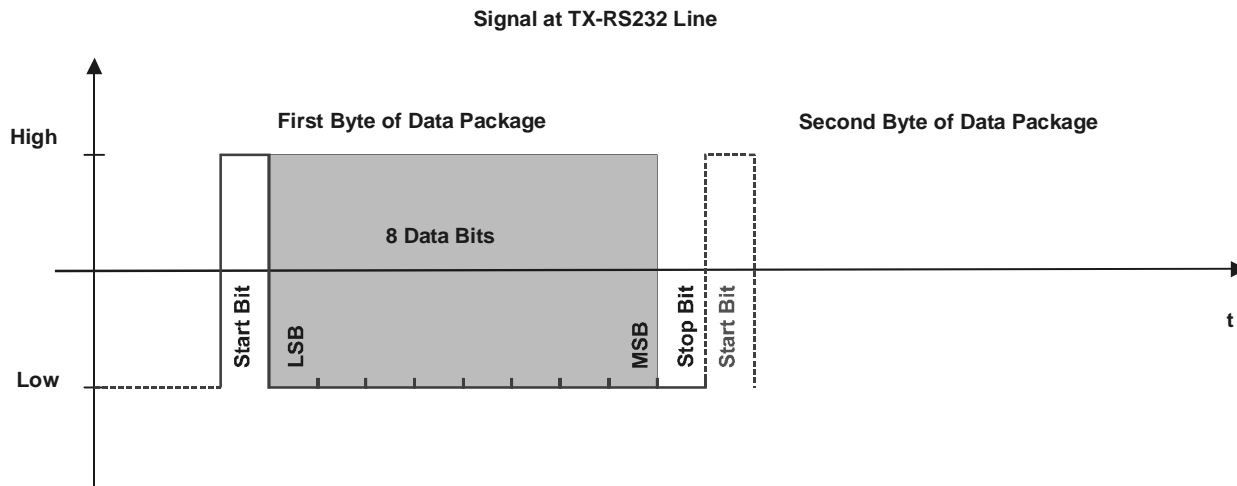 Signal at TX-RS232 Line
First Byte of Data Package
Second Byte of Data Package
High
8 Data Bits
Start Bit
LSB
MSB
Stop Bit
Start Bit
t
Low